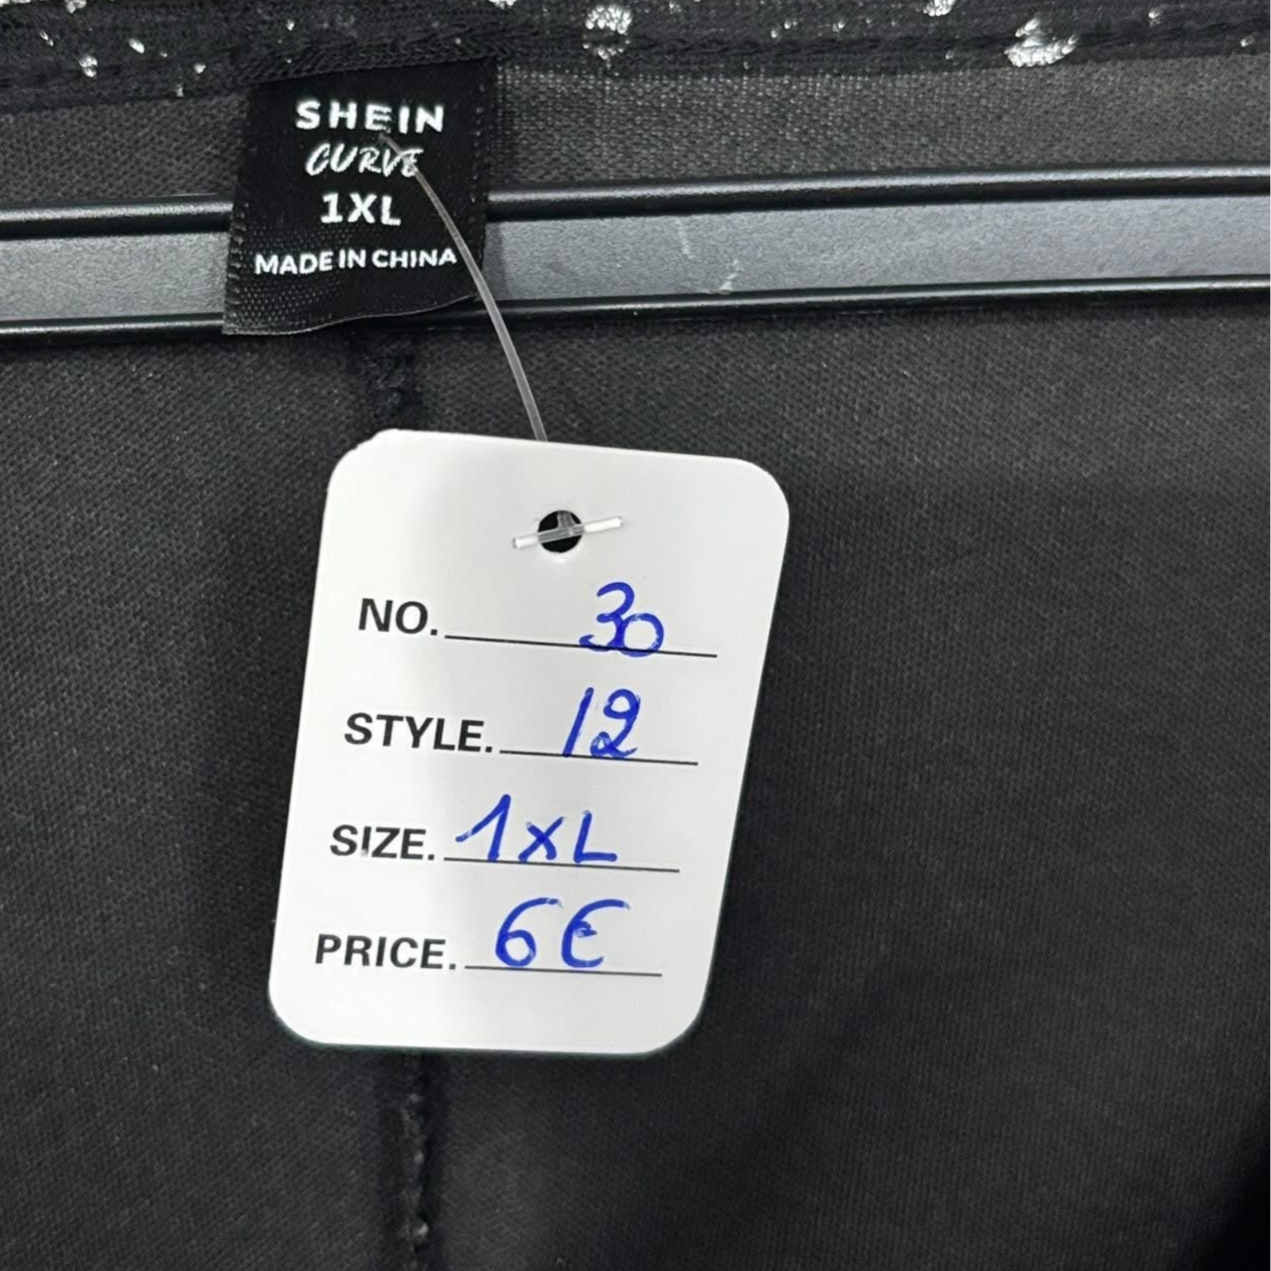 SHEIN
CURVE
1XL
MADE IN CHINA
NO. 30
STYLE. 12
SIZE. 1XL
PRICE. 6€